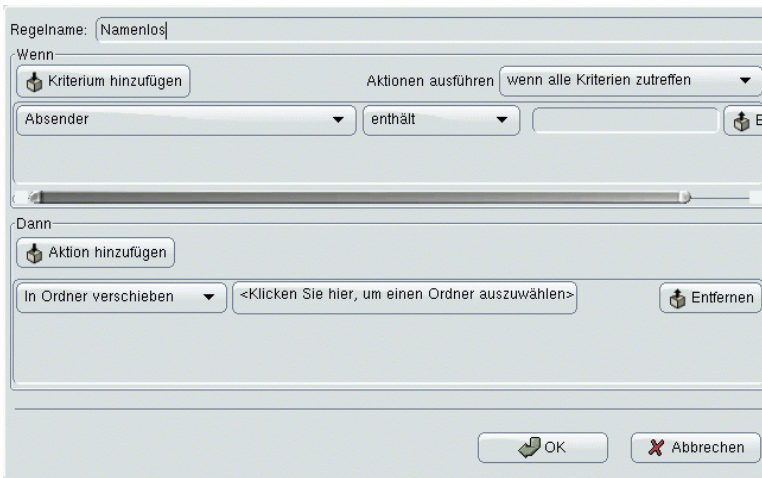 Regelname: Namenlos
Wenn
Kriterium hinzufügen Aktionen ausführen wenn alle Kriterien zutreffen
Absender enthält E
Dann
Aktion hinzufügen
In Ordner verschieben <Klicken Sie hier, um einen Ordner auszuwählen> Entfernen
OK Abbrechen